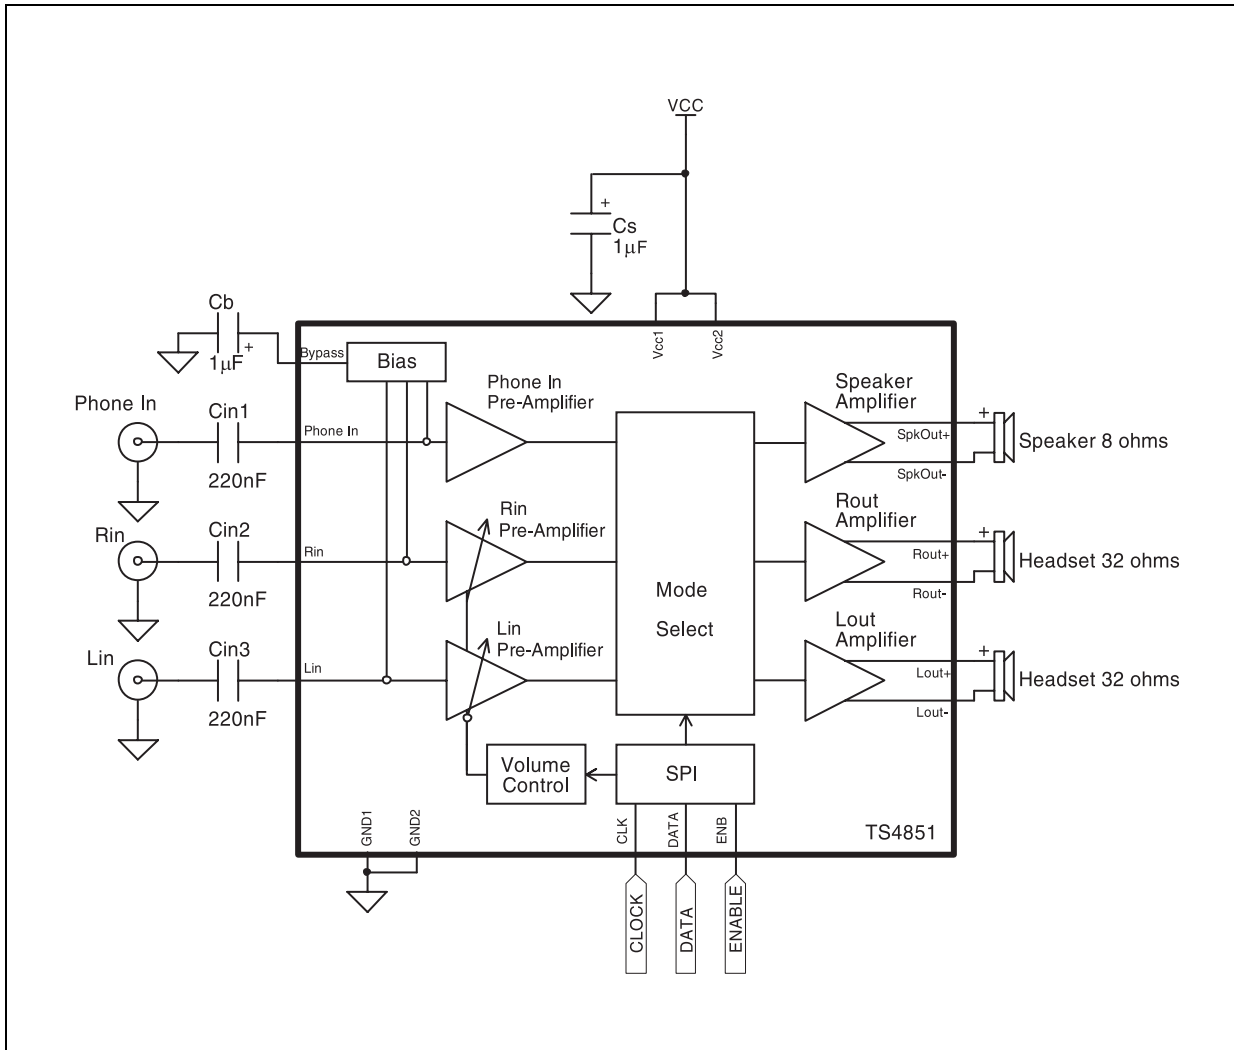 VCC
+
Cs
1µF
Cb
+
1µF
Bypass
Bias
Vcc1
Vcc2
Phone In
Cin1
220nF
Phone In
Phone In
Pre-Amplifier
Speaker
Amplifier
SpkOut+
SpkOut-
+
Speaker 8 ohms
Rin
Cin2
220nF
Rin
Rin
Pre-Amplifier
Mode
Select
Rout
Amplifier
Rout+
Rout-
+
Headset 32 ohms
Lin
Cin3
220nF
Lin
Lin
Pre-Amplifier
Lout
Amplifier
Lout+
Lout-
+
Headset 32 ohms
Volume
Control
SPI
GND1
GND2
CLK
DATA
ENB
TS4851
CLOCK
DATA
ENABLE